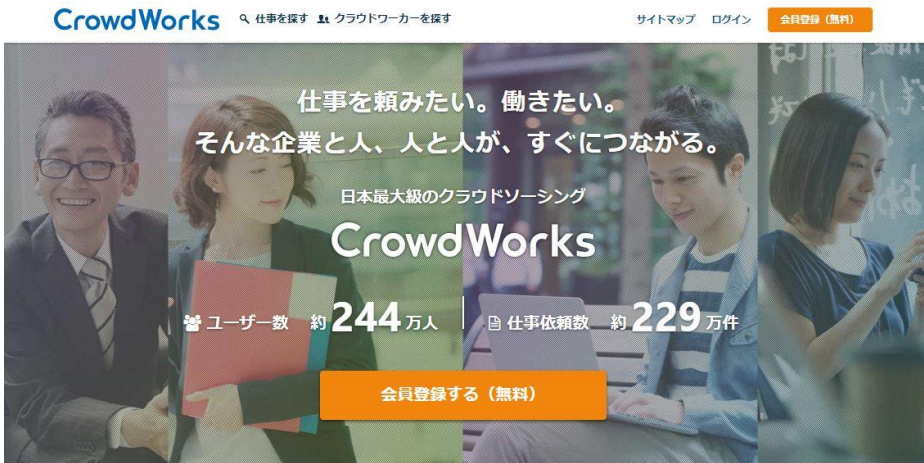 CrowdWorks 仕事を探す クラウドワーカーを探す サイトマップ ログイン 会員登録（無料）
仕事を頼みたい。働きたい。
そんな企業と人、人と人が、すぐにつながる。
日本最大級のクラウドソーシング
CrowdWorks
ユーザー数 約244万人 仕事依頼数 約229万件
会員登録する（無料）